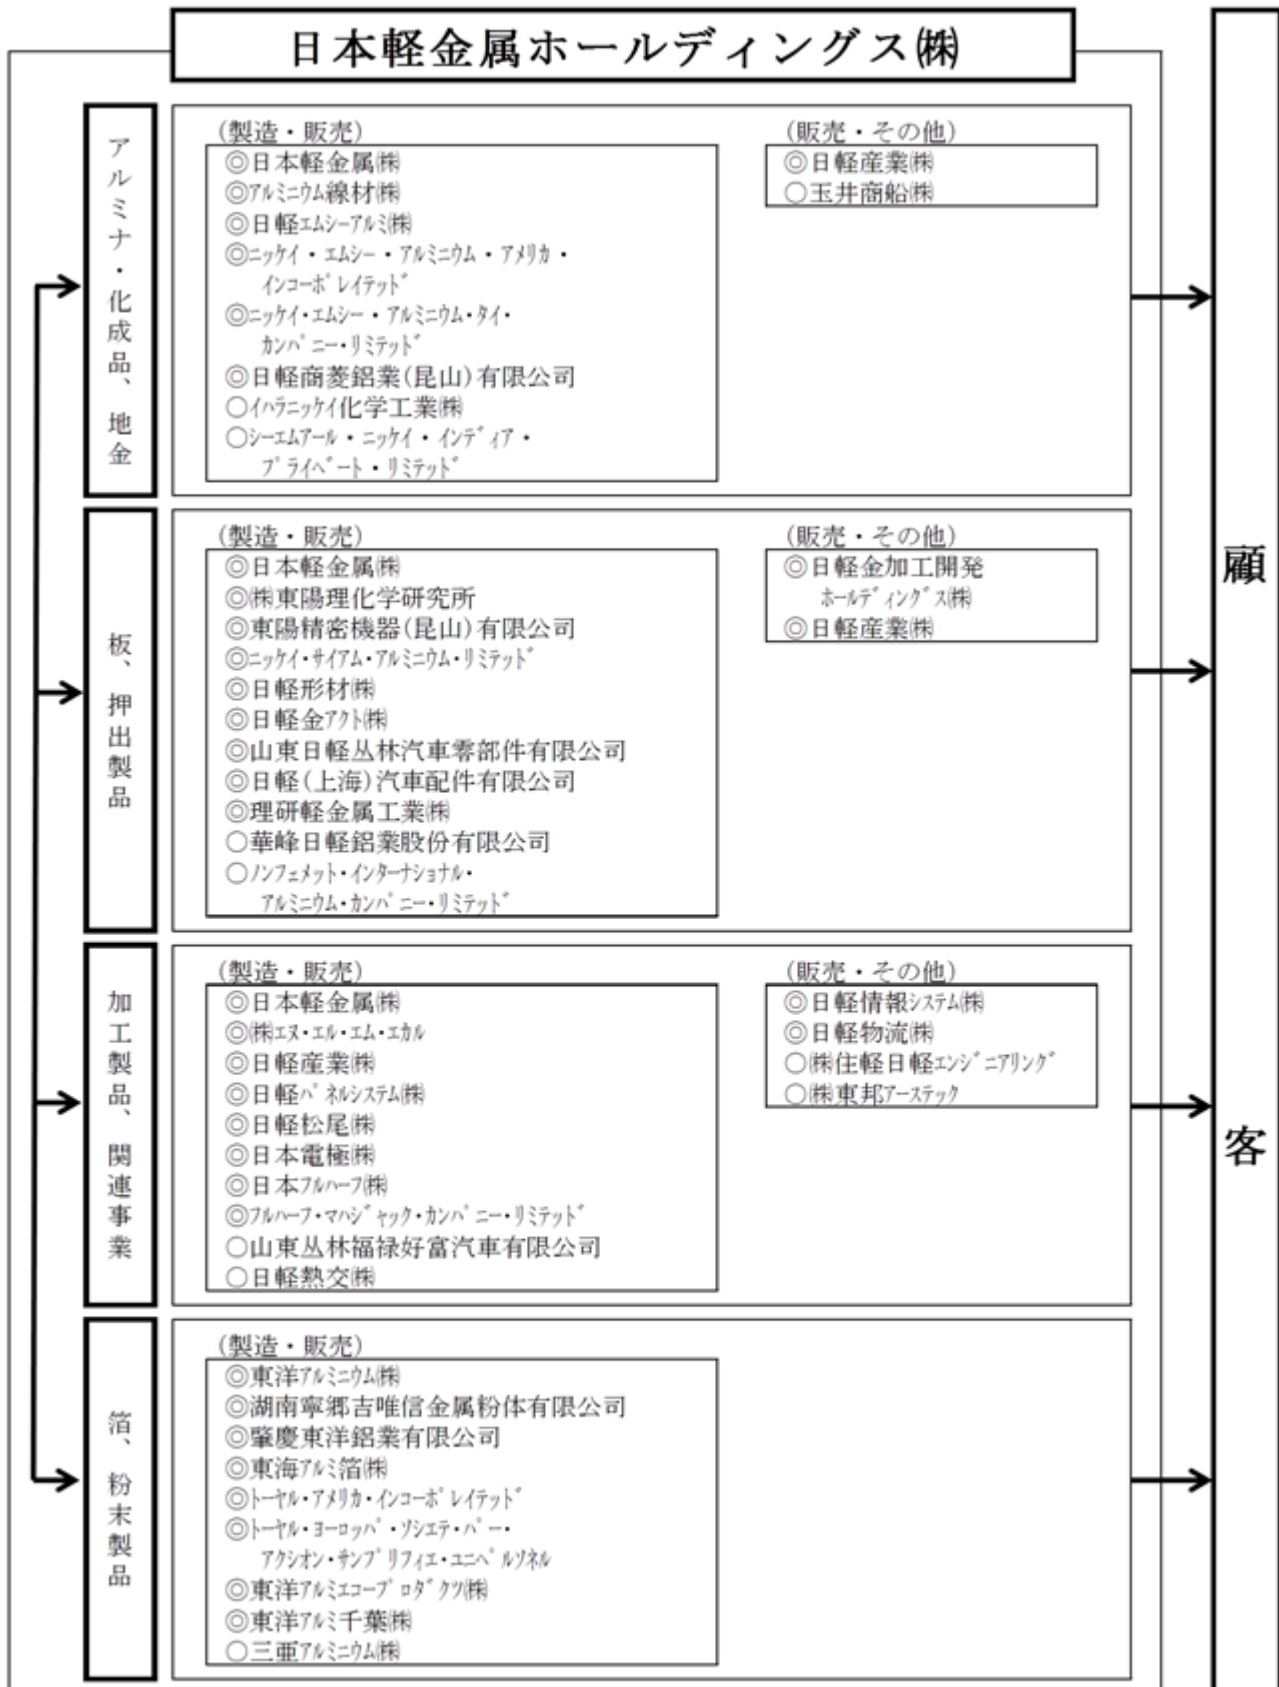 日本軽金属ホールディングス㈱
アルミナ・化成品、地金
(製造・販売)
◎日本軽金属㈱
◎アルミニウム線材㈱
◎日軽エムシーアルミ㈱
◎ニッケイ・エムシー・アルミニウム・アメリカ・
インコーポレイテッド
◎ニッケイ・エムシー・アルミニウム・タイ・
カンパニー・リミテッド
◎日軽商菱鋁業(昆山)有限公司
○イハラニッケイ化学工業㈱
○シーエムアール・ニッケイ・インディア・
プライベート・リミテッド
(販売・その他)
◎日軽産業㈱
○玉井商船㈱
板、押出製品
(製造・販売)
◎日本軽金属㈱
◎㈱東陽理化学研究所
◎東陽精密機器(昆山)有限公司
◎ニッケイ・サイアム・アルミニウム・リミテッド
◎日軽形材㈱
◎日軽金アクト㈱
◎山東日軽丛林汽車零部件有限公司
◎日軽(上海)汽車配件有限公司
◎理研軽金属工業㈱
○華峰日軽鋁業股份有限公司
○ノンフェメット・インターナショナル・
アルミニウム・カンパニー・リミテッド
(販売・その他)
◎日軽金加工開発
ホールディングス㈱
◎日軽産業㈱
加工製品、関連事業
(製造・販売)
◎日本軽金属㈱
◎㈱エヌ・エル・エム・エカル
◎日軽産業㈱
◎日軽パネルシステム㈱
◎日軽松尾㈱
◎日本電極㈱
◎日本フルハーフ㈱
◎フルハーフ・マハジャック・カンパニー・リミテッド
○山東丛林福禄好富汽車有限公司
○日軽熱交㈱
(販売・その他)
◎日軽情報システム㈱
◎日軽物流㈱
○㈱住軽日軽エンジニアリング
○㈱東邦アーステック
箔、粉末製品
(製造・販売)
◎東洋アルミニウム㈱
◎湖南寧郷吉唯信金属粉体有限公司
◎肇慶東洋鋁業有限公司
◎東海アルミ箔㈱
◎トーヤル・アメリカ・インコーポレイテッド
◎トーヤル・ヨーロッパ・ソシエテ・パー・
アクシオン・サンプリフィエ・ユニペルソネル
◎東洋アルミエコープロダクツ㈱
◎東洋アルミ千葉㈱
○三亜アルミニウム㈱
顧客